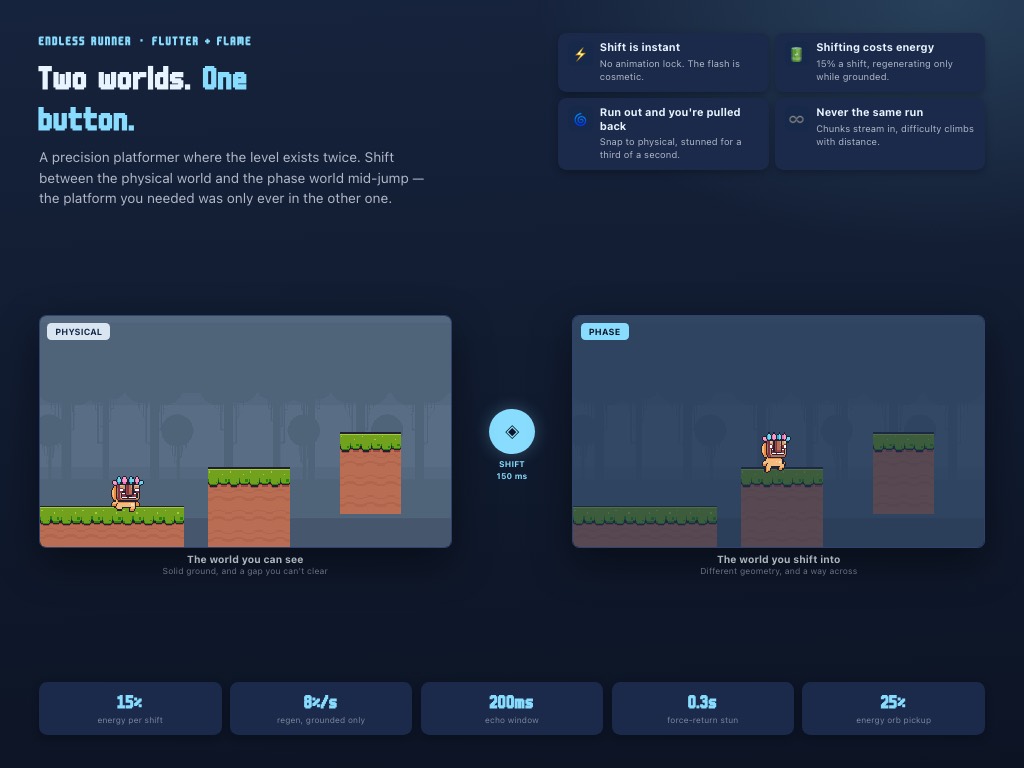 ENDLESS RUNNER · FLUTTER + FLAME
Two worlds. One
button.
A precision platformer where the level exists twice. Shift
between the physical world and the phase world mid-jump —
the platform you needed was only ever in the other one.
Shift is instant
No animation lock. The flash is
cosmetic.
Shifting costs energy
15% a shift, regenerating only
while grounded.
Run out and you're pulled
back
Snap to physical, stunned for a
third of a second.
Never the same run
Chunks stream in, difficulty climbs
with distance.
PHYSICAL
The world you can see
Solid ground, and a gap you can't clear
SHIFT
150 ms
PHASE
The world you shift into
Different geometry, and a way across
15%
energy per shift
8%/s
regen, grounded only
200ms
echo window
0.3s
force-return stun
25%
energy orb pickup